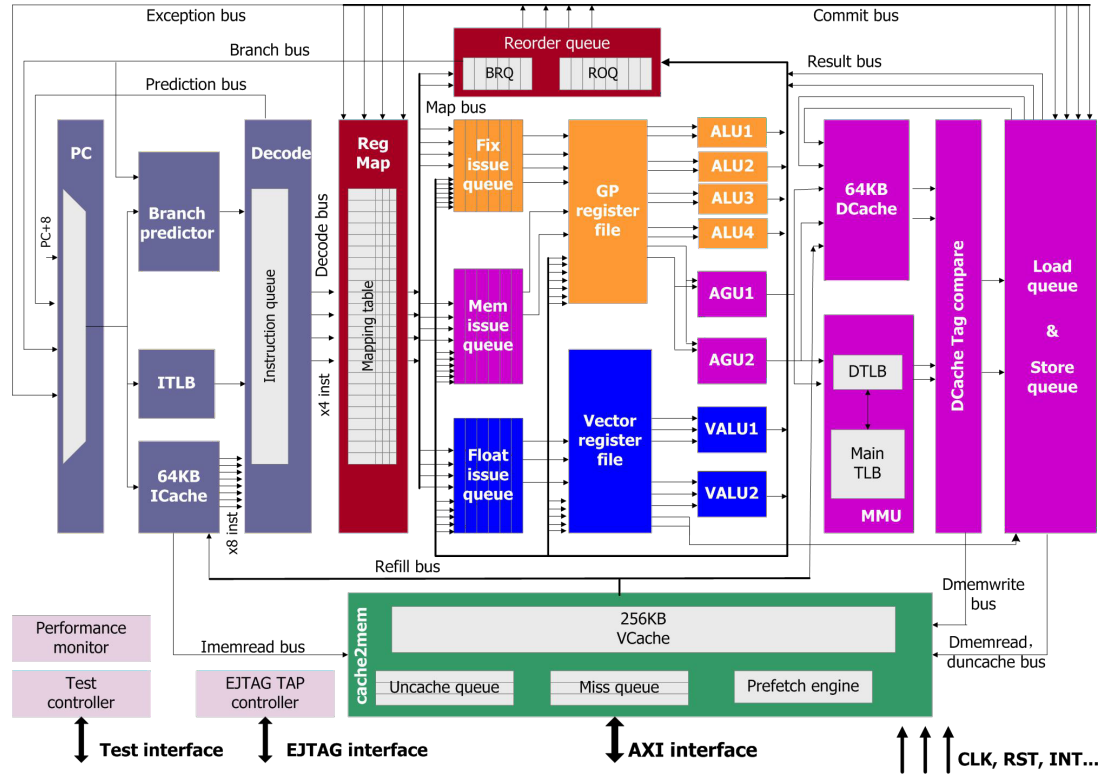 Exception bus
Commit bus
Reorder queue
BRQ
ROQ
Branch bus
Result bus
Prediction bus
Map bus
PC
PC+8
Branch
predictor
ITLB
64KB
ICache
x8 inst
Decode
Instruction queue
Decode bus
x4 inst
Reg
Map
Mapping table
Fix
issue
queue
Mem
issue
queue
Float
issue
queue
GP
register
file
Vector
register
file
ALU1
ALU2
ALU3
ALU4
AGU1
AGU2
VALU1
VALU2
64KB
DCache
DTLB
Main
TLB
MMU
DCache Tag compare
Load
queue
&
Store
queue
Refill bus
Dmemwrite
bus
Imemread bus
Dmemread，
duncache bus
cache2mem
256KB
VCache
Uncache queue
Miss queue
Prefetch engine
Performance
monitor
Test
controller
EJTAG TAP
controller
Test interface
EJTAG interface
AXI interface
CLK, RST, INT...